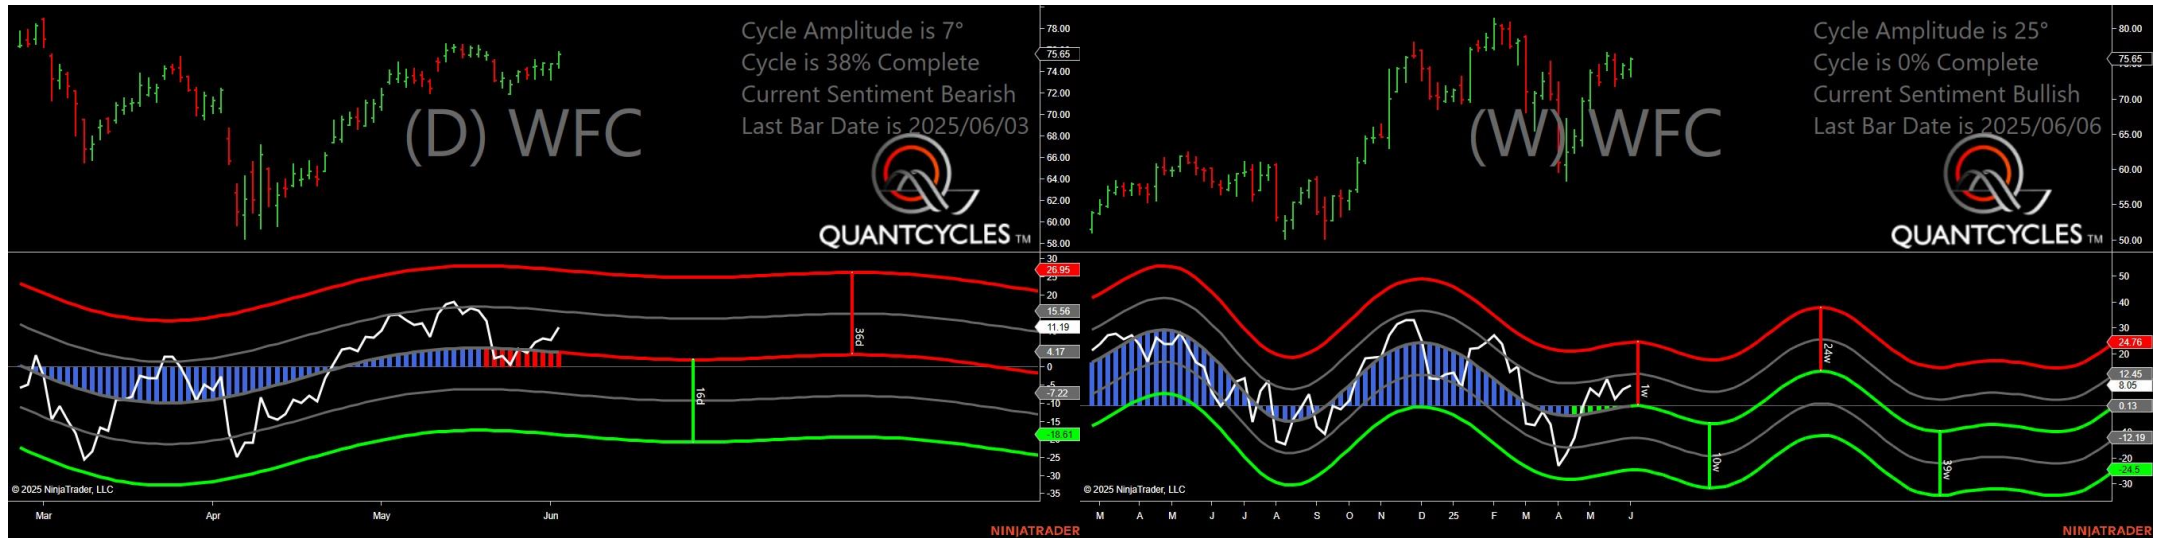 Cycle Amplitude is 7°
Cycle is 38% Complete
Current Sentiment Bearish
Last Bar Date is 2025/06/03
(D) WFC
QUANTCYCLES TM
78.00
75.65
74.00
72.00
70.00
68.00
66.00
64.00
62.00
60.00
58.00
30
26.95
20
15.56
11.19
4.17
0
-5
-7.22
-10
-15
-18.61
-25
-30
-35
36d
16d
© 2025 NinjaTrader, LLC
Mar Apr May Jun
NINJATRADER
Cycle Amplitude is 25°
Cycle is 0% Complete
Current Sentiment Bullish
Last Bar Date is 2025/06/06
(W) WFC
QUANTCYCLES TM
80.00
75.65
70.00
65.00
60.00
55.00
50.00
50
40
30
24.76
20
12.45
8.05
0.13
-12.19
-20
-24.5
-30
1w
24w
10w
39w
© 2025 NinjaTrader, LLC
M A M J J A S O N D 25 F M A M J
NINJATRADER